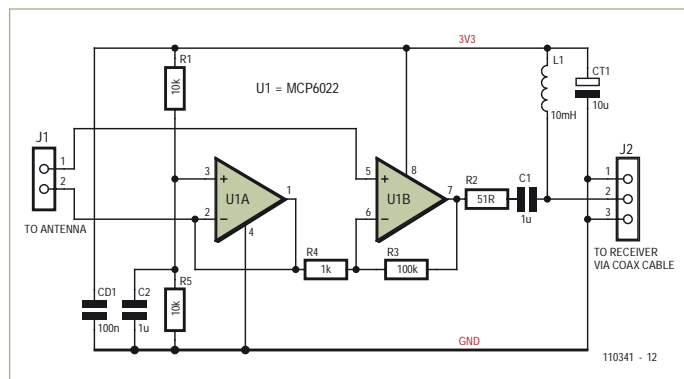 3V3
R1
10k
U1 = MCP6022
L1
10mH
CT1
10u
J1
1
2
TO ANTENNA
3
+
2
–
U1A
1
4
5
+
6
–
U1B
8
7
R2
51R
C1
1u
J2
1
2
3
TO RECEIVER
VIA COAX CABLE
R4
1k
R3
100k
CD1
100n
C2
1u
R5
10k
GND
110341 - 12